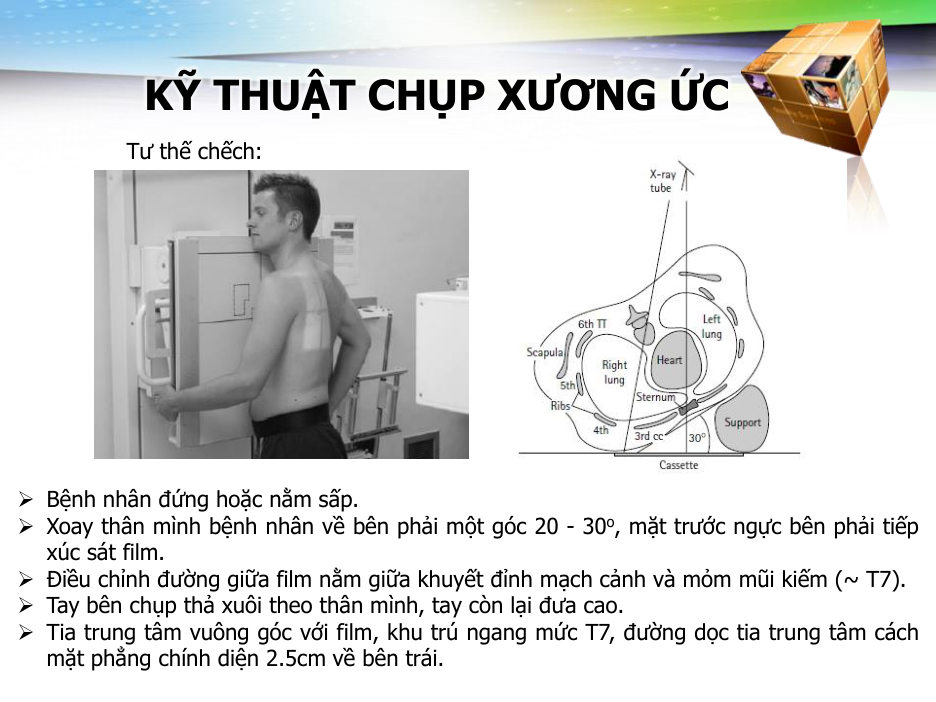 KỸ THUẬT CHỤP XƯƠNG ỨC
Tư thế chếch:
X-ray
tube
Left
lung
6th TT
Scapula
Heart
Right
lung
5th
Sternum
Ribs
Support
4th
3rd cc
30°
Cassette
➢ Bệnh nhân đứng hoặc nằm sấp.
➢ Xoay thân mình bệnh nhân về bên phải một góc 20 - 30º, mặt trước ngực bên phải tiếp
xúc sát film.
➢ Điều chỉnh đường giữa film nằm giữa khuyết đỉnh mạch cảnh và mỏm mũi kiếm (~ T7).
➢ Tay bên chụp thả xuôi theo thân mình, tay còn lại đưa cao.
➢ Tia trung tâm vuông góc với film, khu trú ngang mức T7, đường dọc tia trung tâm cách
mặt phẳng chính diện 2.5cm về bên trái.